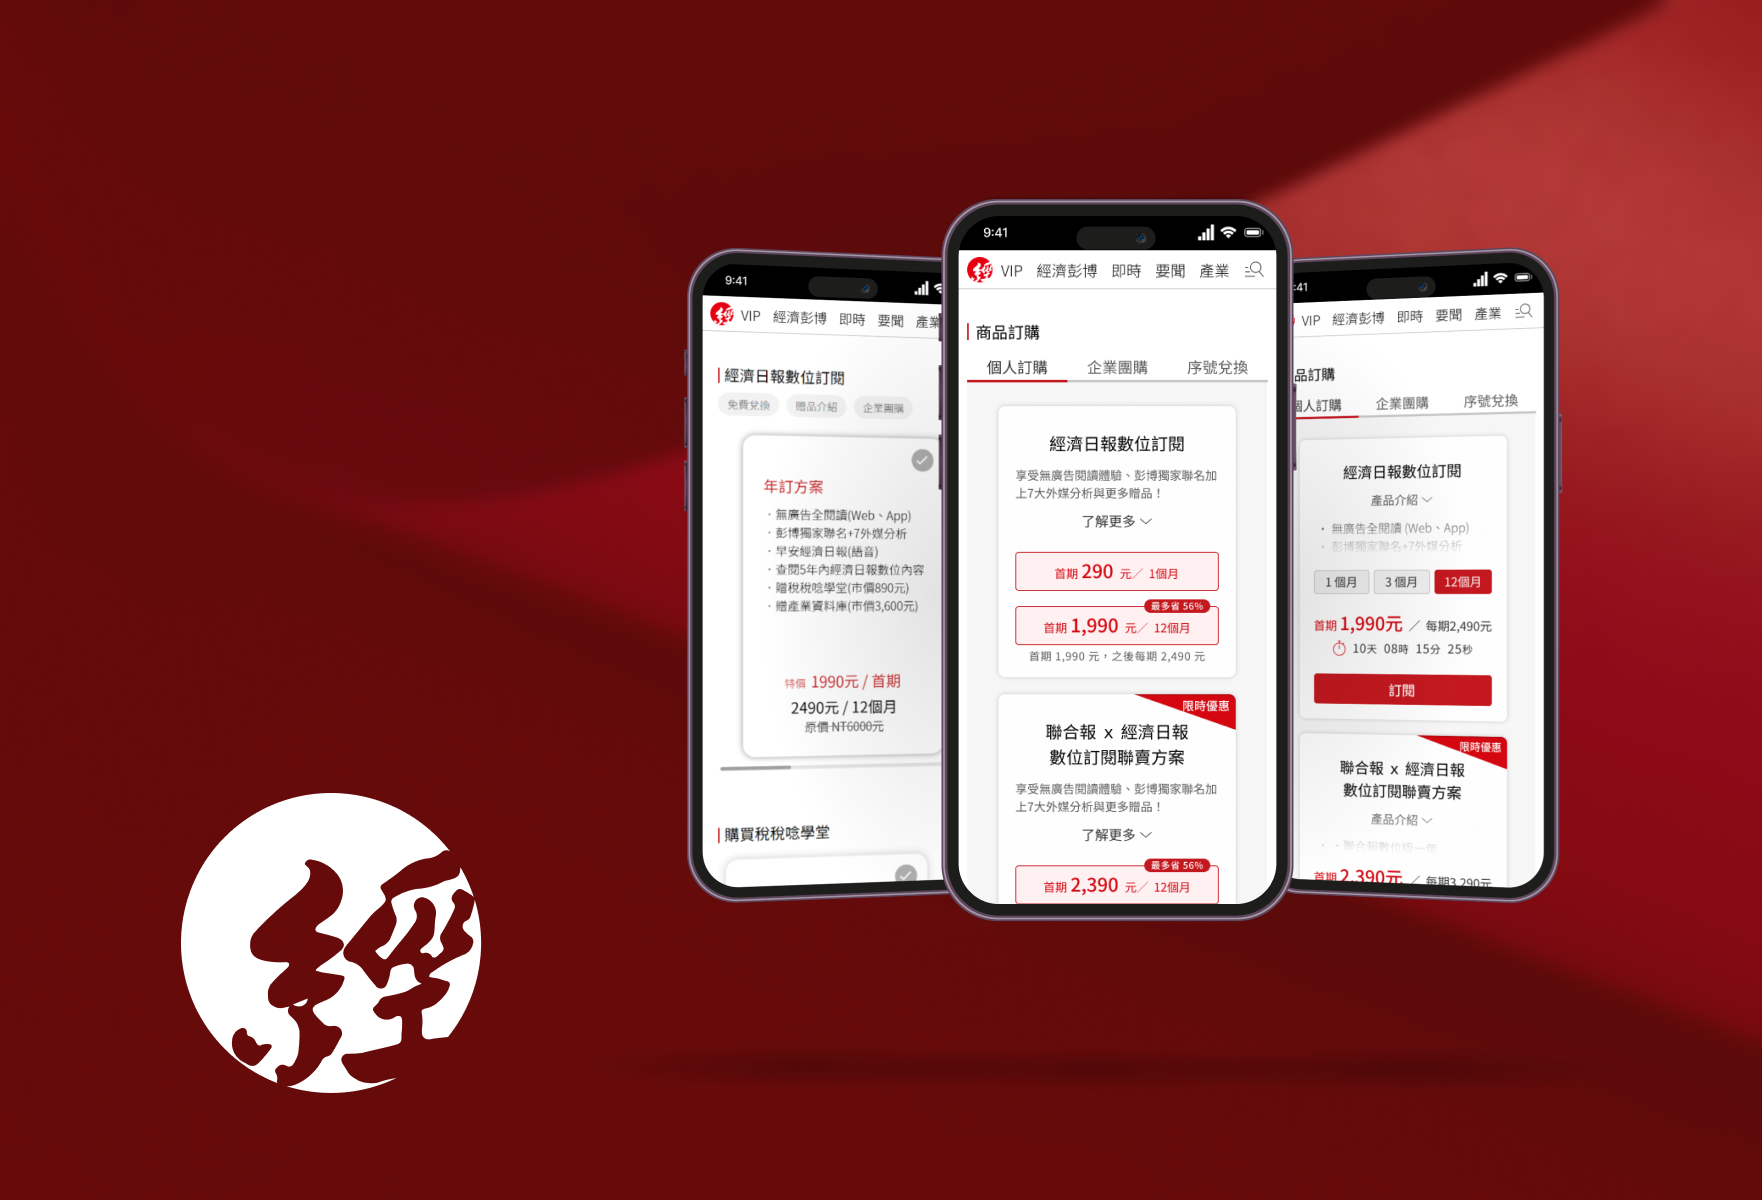 9:41
VIP 經濟彭博 即時 要聞 產業
經濟日報數位訂閱
免費兌換 贈品介紹 企業團購
年訂方案
・無廣告全閱讀(Web、App)
・彭博獨家聯名+7外媒分析
・早安經濟日報(語音)
・查閱5年內經濟日報數位內容
・贈稅稅唸學堂(市價890元)
・贈產業資料庫(市價3,600元)
特價 1990元 / 首期
2490元 / 12個月
原價 NT6000元
購買稅稅唸學堂
9:41
經 VIP 經濟彭博 即時 要聞 產業
商品訂購
個人訂購 企業團購 序號兌換
經濟日報數位訂閱
享受無廣告閱讀體驗、彭博獨家聯名加
上7大外媒分析與更多贈品！
了解更多
首期 290 元／ 1個月
最多省 56%
首期 1,990 元／ 12個月
首期 1,990 元，之後每期 2,490 元
限時優惠
聯合報 x 經濟日報
數位訂閱聯賣方案
享受無廣告閱讀體驗、彭博獨家聯名加
上7大外媒分析與更多贈品！
了解更多
最多省 56%
首期 2,390 元／ 12個月
:41
VIP 經濟彭博 即時 要聞 產業
品訂購
個人訂購 企業團購 序號兌換
經濟日報數位訂閱
產品介紹
・ 無廣告全閱讀 (Web、App)
・ 彭博獨家聯名+7外媒分析
1 個月 3 個月 12個月
首期 1,990元 ／ 每期2,490元
10天 08時 15分 25秒
訂閱
限時優惠
聯合報 x 經濟日報
數位訂閱聯賣方案
產品介紹
・ ・聯合報數位版一年
首期 2,390元 ／ 每期3,290元
經